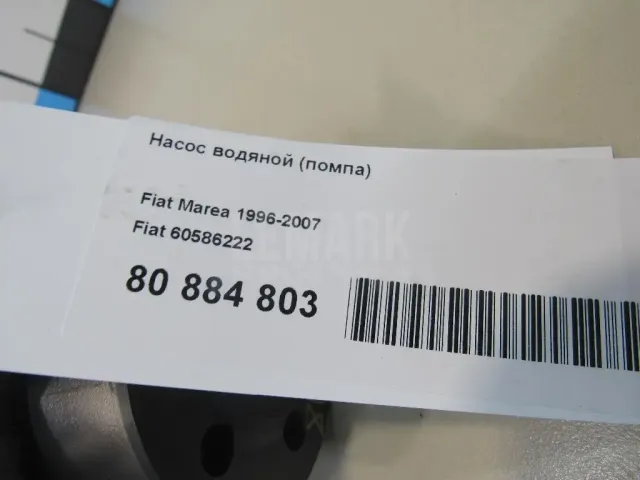 Насос водяной (помпа)
Fiat Marea 1996-2007
Fiat 60586222
80 884 803